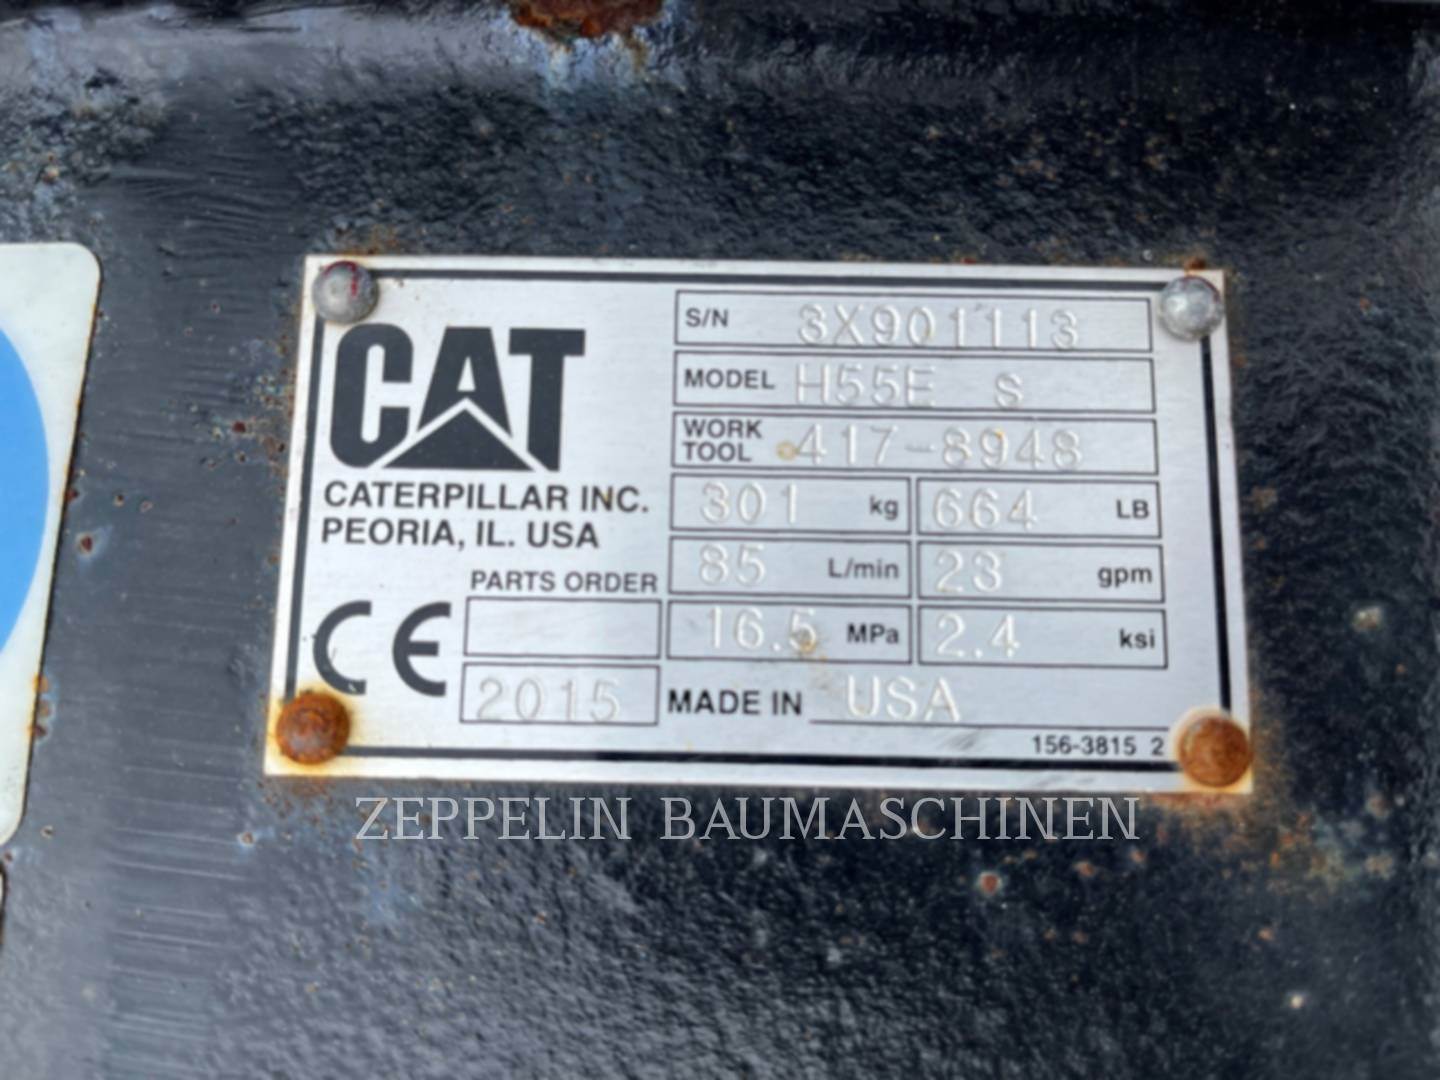 CAT
CATERPILLAR INC.
PEORIA, IL. USA
S/N 3X901113
MODEL H55E S
WORK TOOL 417-8948
301 kg 664 LB
85 L/min 23 gpm
16.5 MPa 2.4 ksi
PARTS ORDER
CE
2015 MADE IN USA
156-3815 2
ZEPPELIN BAUMASCHINEN